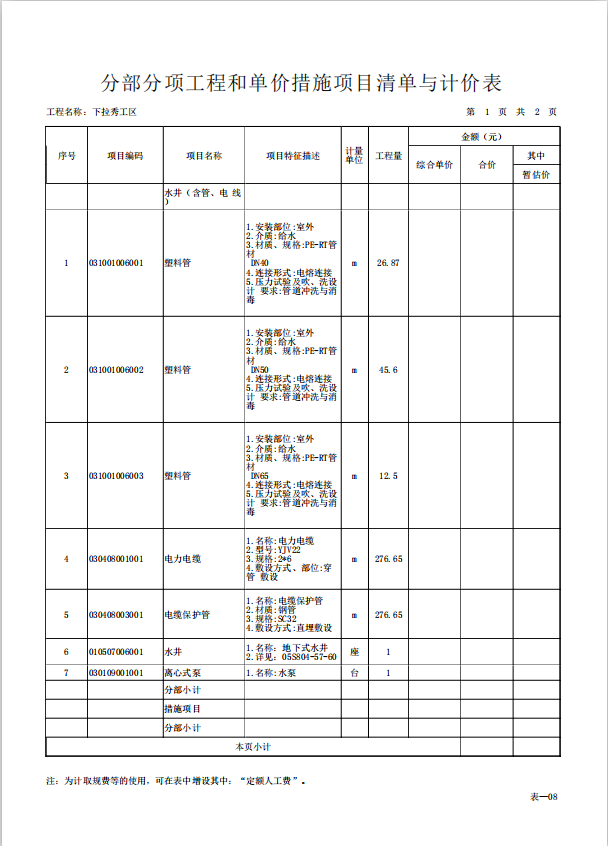 分部分项工程和单价措施项目清单与计价表
工程名称：下拉秀工区 第 1 页 共 2 页
序号 项目编码 项目名称 项目特征描述 计量单位 工程量 金额（元）
综合单价 合价 其中
暂估价
水井（含管、电 线
）
1 031001006001 塑料管 m 26.87
1.安装部位:室外
2.介质:给水
3.材质、规格:PE-RT管
材
DN40
4.连接形式:电熔连接
5.压力试验及吹、洗设
计 要求:管道冲洗与消
毒
2 031001006002 塑料管 m 45.6
1.安装部位:室外
2.介质:给水
3.材质、规格:PE-RT管
材
DN50
4.连接形式:电熔连接
5.压力试验及吹、洗设
计 要求:管道冲洗与消
毒
3 031001006003 塑料管 m 12.5
1.安装部位:室外
2.介质:给水
3.材质、规格:PE-RT管
材
DN65
4.连接形式:电熔连接
5.压力试验及吹、洗设
计 要求:管道冲洗与消
毒
4 030408001001 电力电缆 m 276.65
1.名称:电力电缆
2.型号:YJV22
3.规格:2*6
4.敷设方式、部位:穿
管 敷设
5 030408003001 电缆保护管 m 276.65
1.名称:电缆保护管
2.材质:钢管
3.规格:SC32
4.敷设方式:直埋敷设
6 010507006001 水井 座 1
1.名称: 地下式水井
2.详见: 05S804-57-60
7 030109001001 离心式泵 1.名称:水泵 台 1
分部小计
措施项目
分部小计
本页小计
注：为计取规费等的使用，可在表中增设其中：“定额人工费”。
表—08